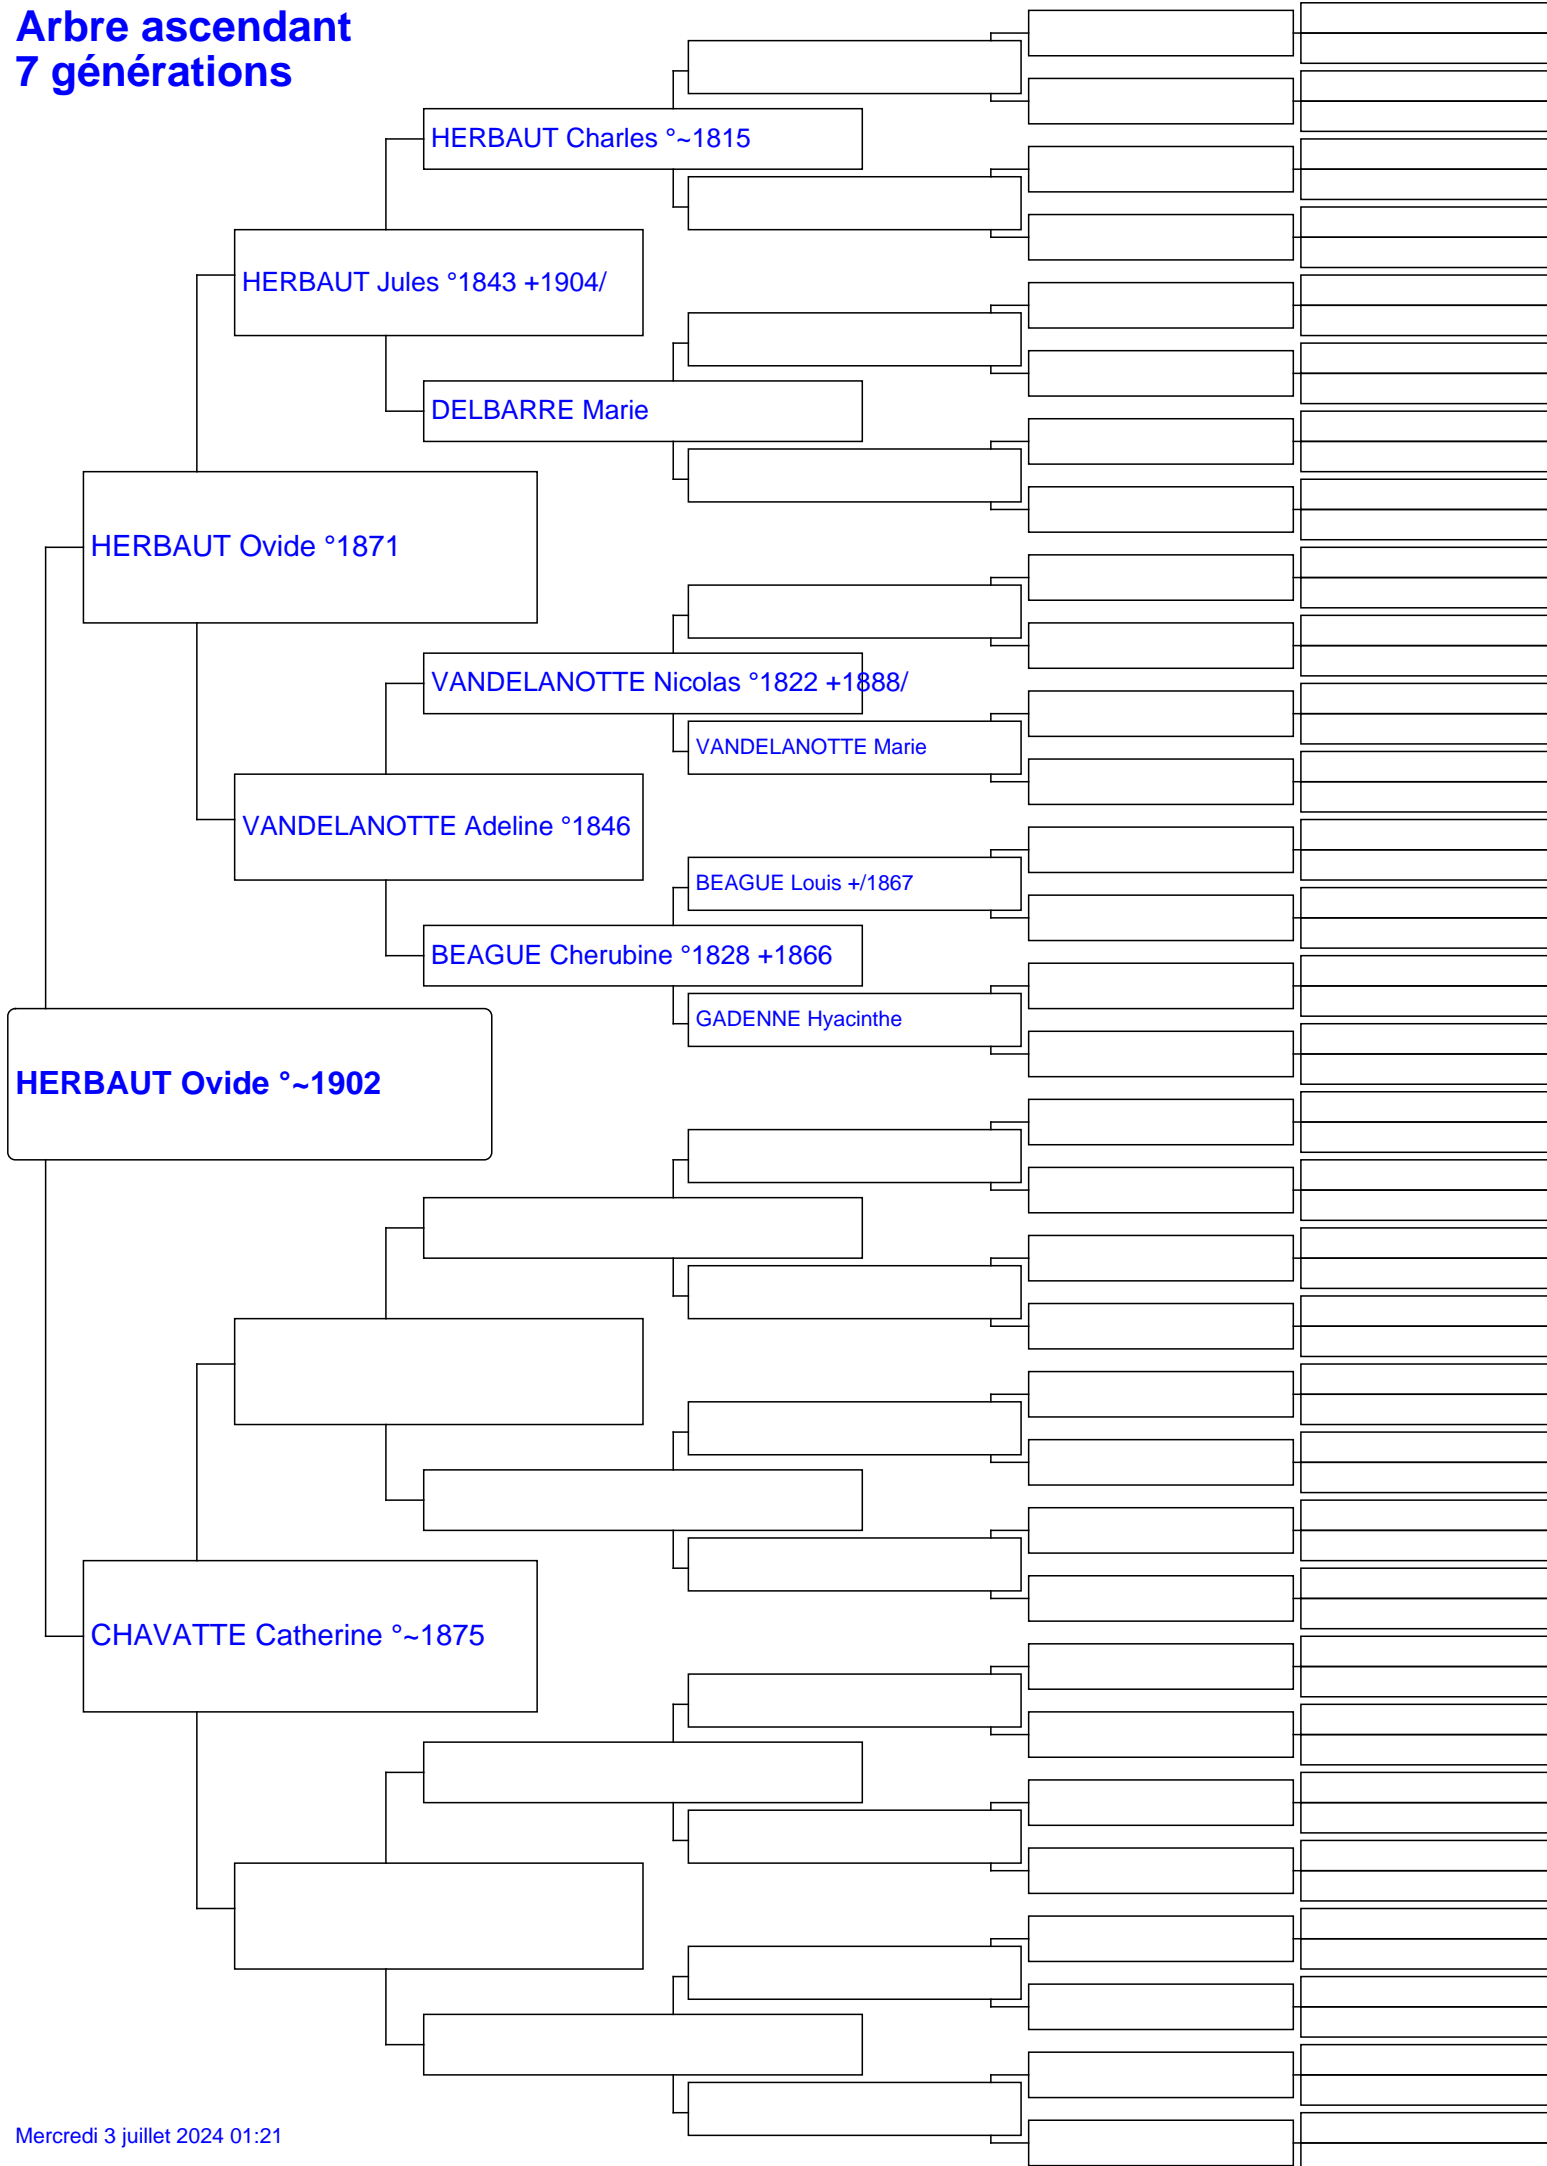 Arbre ascendant
7 générations
HERBAUT Charles °~1815
HERBAUT Jules °1843 +1904/
DELBARRE Marie
HERBAUT Ovide °1871
VANDELANOTTE Nicolas °1822 +1888/
VANDELANOTTE Marie
VANDELANOTTE Adeline °1846
BEAGUE Louis +/1867
BEAGUE Cherubine °1828 +1866
GADENNE Hyacinthe
HERBAUT Ovide °~1902
CHAVATTE Catherine °~1875
Mercredi 3 juillet 2024 01:21